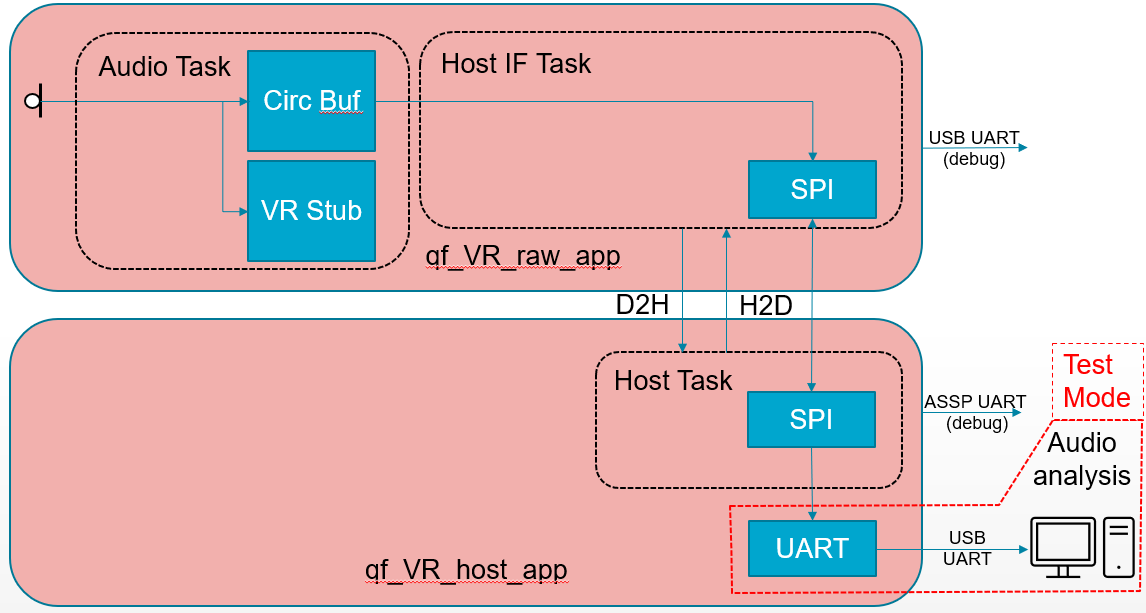 Audio Task
Circ Buf
VR Stub
Host IF Task
SPI
USB UART
(debug)
qf_VR_raw_app
D2H
H2D
Host Task
SPI
ASSP UART
(debug)
Test
Mode
Audio
analysis
UART
USB
UART
qf_VR_host_app